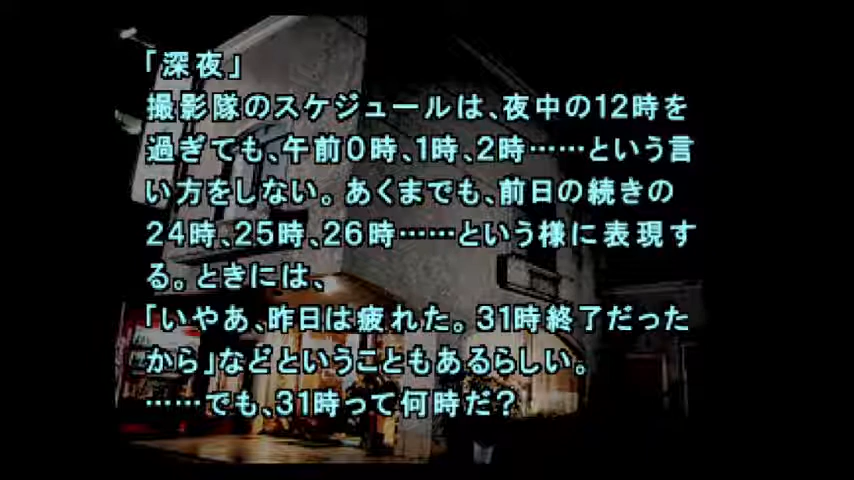 「深夜」
撮影隊のスケジュールは、夜中の12時を
過ぎても、午前0時、1時、2時……という言
い方をしない。あくまでも、前日の続きの
24時、25時、26時……という様に表現す
る。ときには、
「いやあ、昨日は疲れた。31時終了だった
から」などということもあるらしい。
……でも、31時って何時だ？